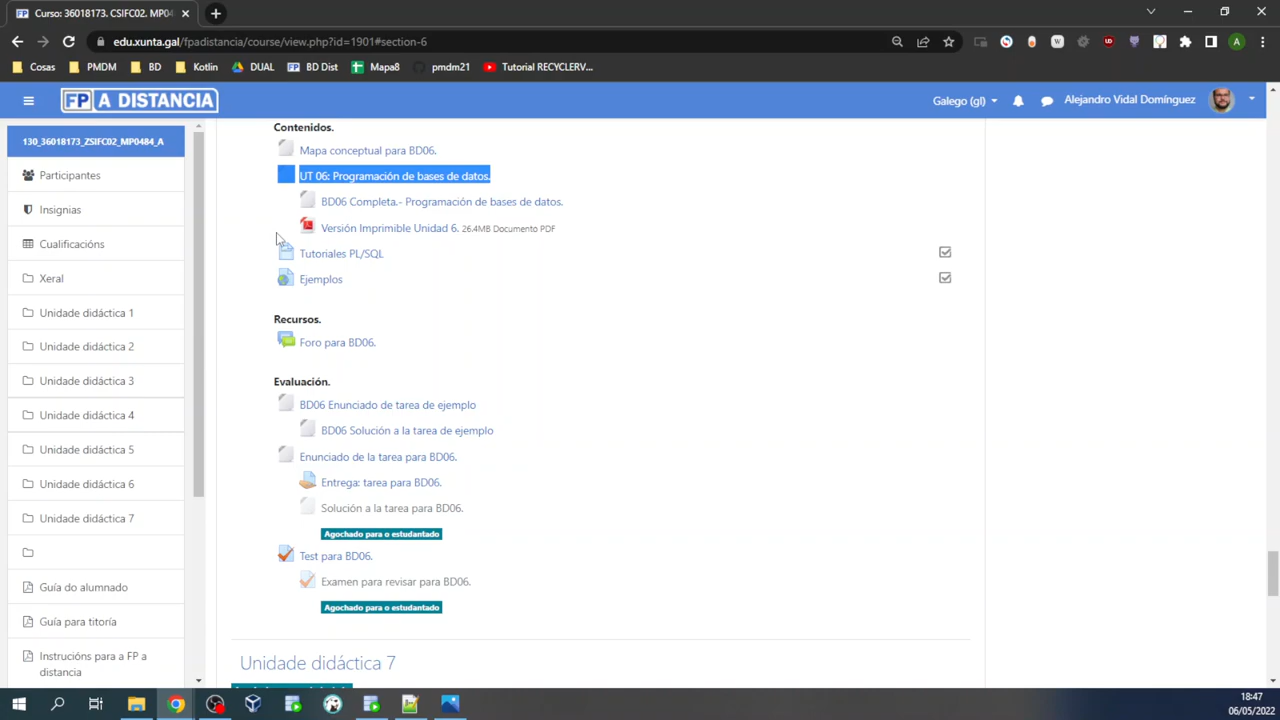 Curso: 36018173. CSIFC02. MP04
edu.xunta.gal/fpadistancia/course/view.php?id=1901#section-6
A
Cosas
PMDM
BD
Kotlin
DUAL
BD Dist
Mapa8
pmdm21
Tutorial RECYCLERV...
FP A DISTANCIA
Galego (gl)
Alejandro Vidal Domínguez
130_36018173_ZSIFC02_MP0484_A
Participantes
Insignias
Cualificacións
Xeral
Unidade didáctica 1
Unidade didáctica 2
Unidade didáctica 3
Unidade didáctica 4
Unidade didáctica 5
Unidade didáctica 6
Unidade didáctica 7
Guía do alumnado
Guía para titoría
Instrucións para a FP a
distancia
Contenidos.
Mapa conceptual para BD06.
UT 06: Programación de bases de datos.
BD06 Completa.- Programación de bases de datos.
Versión Imprimible Unidad 6. 26.4MB Documento PDF
Tutoriales PL/SQL
Ejemplos
Recursos.
Foro para BD06.
Evaluación.
BD06 Enunciado de tarea de ejemplo
BD06 Solución a la tarea de ejemplo
Enunciado de la tarea para BD06.
Entrega: tarea para BD06.
Solución a la tarea para BD06.
Agochado para o estudantado
Test para BD06.
Examen para revisar para BD06.
Agochado para o estudantado
Unidade didáctica 7
18:47
06/05/2022